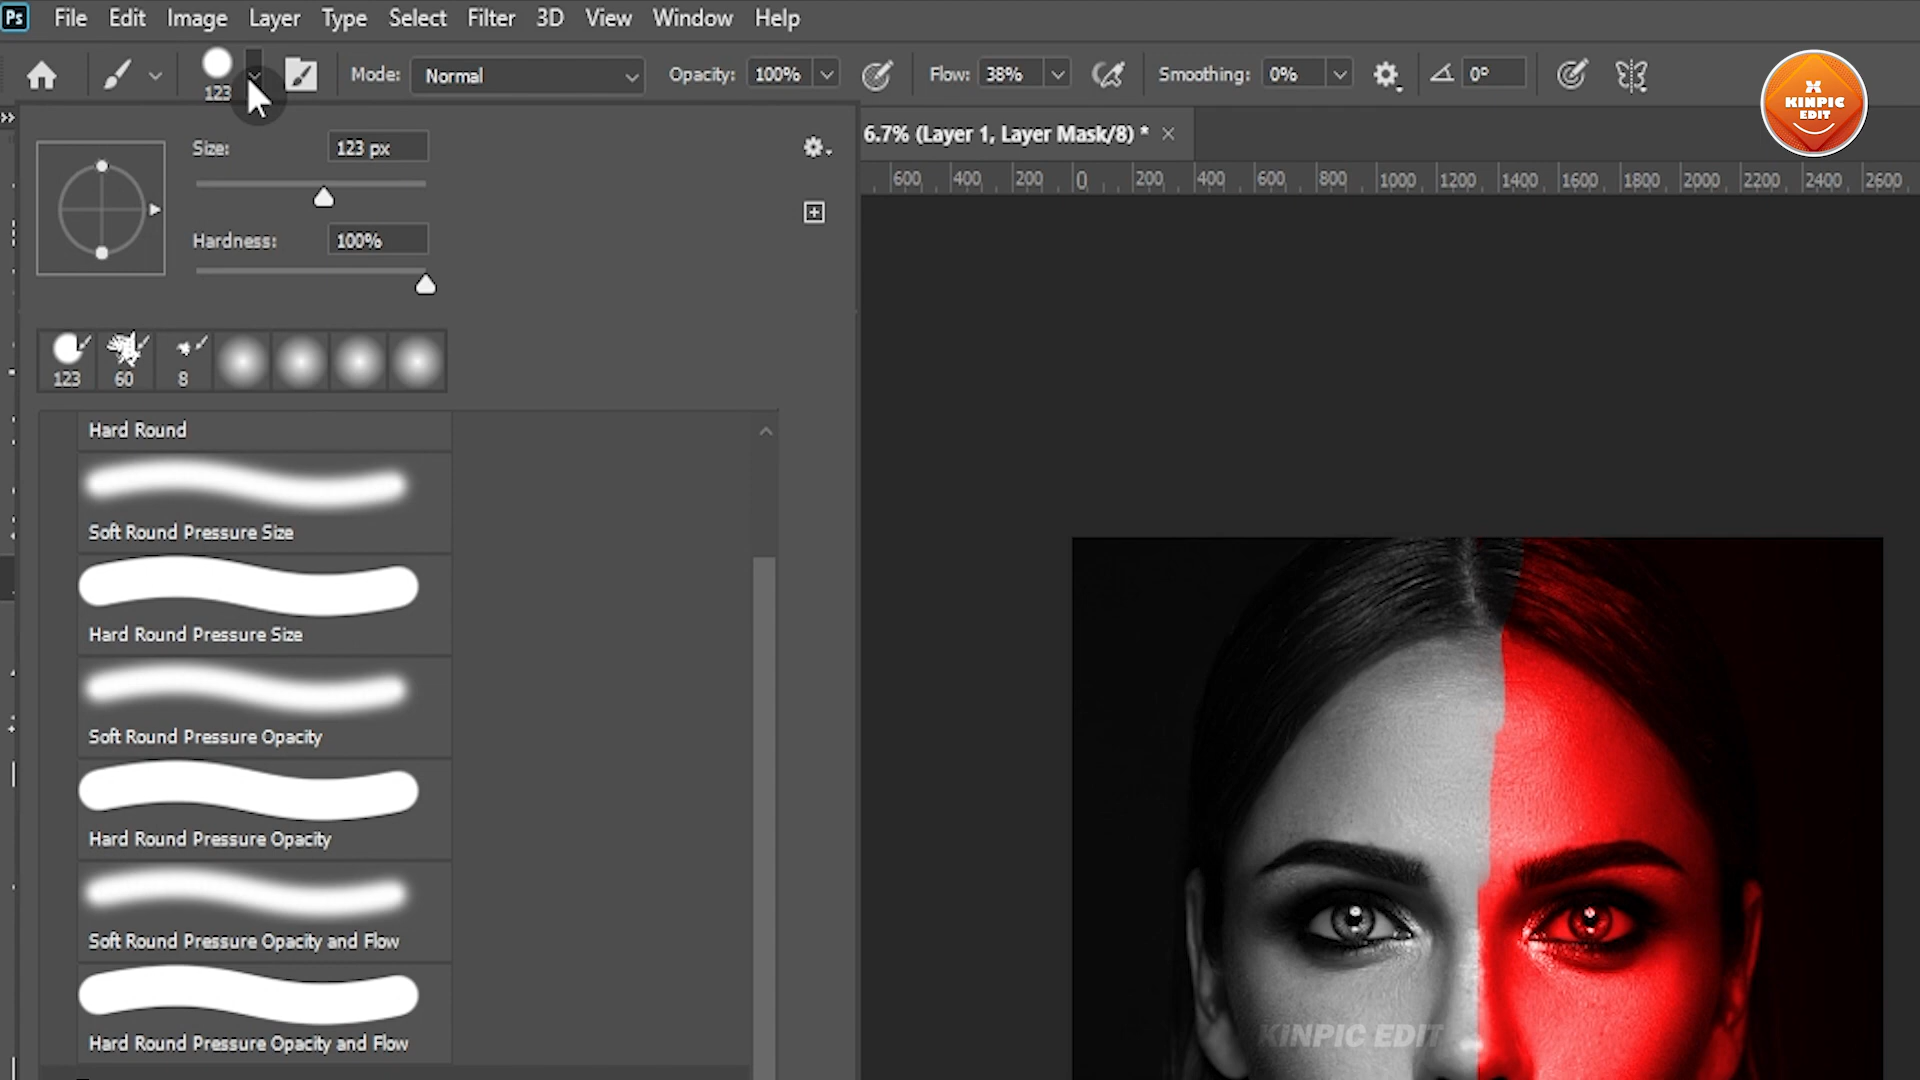 Ps File Edit Image Layer Type Select Filter 3D View Window Help
123 Mode: Normal Opacity: 100% Flow: 38% Smoothing: 0% 0°
KINPIC
EDIT
6.7% (Layer 1, Layer Mask/8) * ×
Size: 123 px
600 400 200 0 200 400 600 800 1000 1200 1400 1600 1800 2000 2200 2400 2600
Hardness: 100%
123 60 8
Hard Round
Soft Round Pressure Size
Hard Round Pressure Size
Soft Round Pressure Opacity
Hard Round Pressure Opacity
Soft Round Pressure Opacity and Flow
Hard Round Pressure Opacity and Flow
KINPIC EDIT